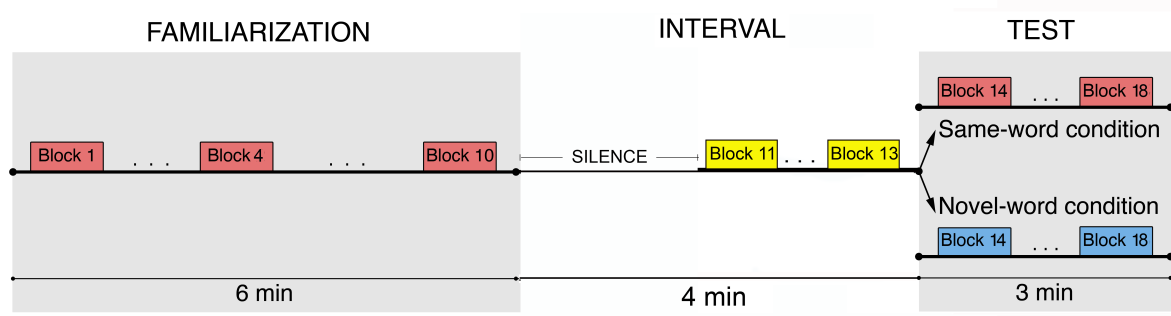 FAMILIARIZATION
INTERVAL
TEST
Block 1
. . .
Block 4
. . .
Block 10
SILENCE
Block 11
. . .
Block 13
Block 14
. . .
Block 18
Same-word condition
Novel-word condition
Block 14
. . .
Block 18
6 min
4 min
3 min